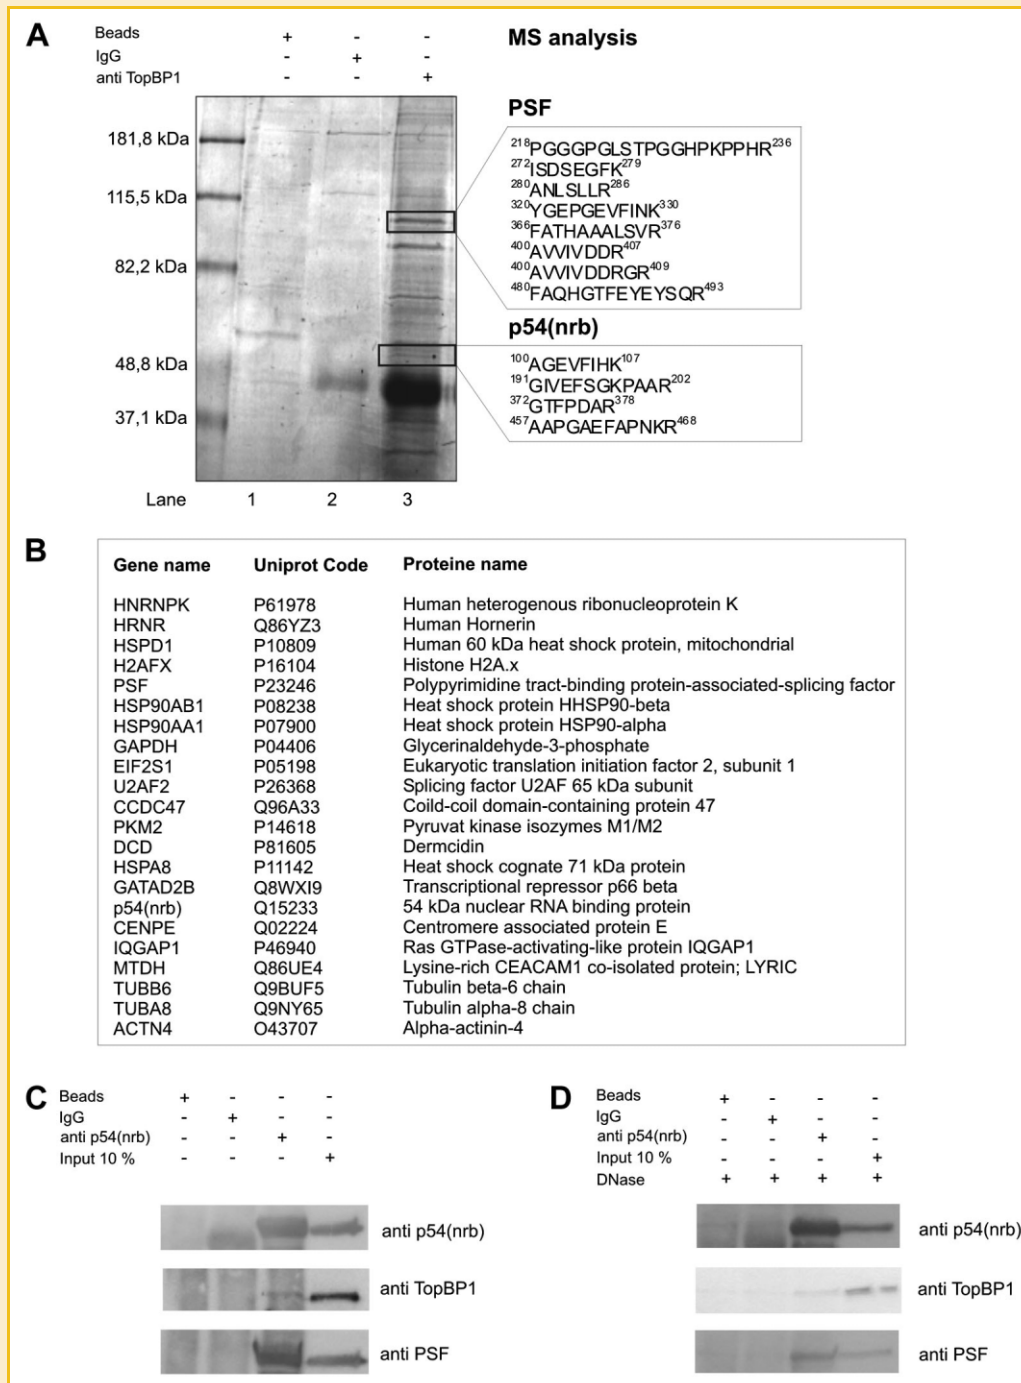 A
Beads + - -
IgG - + -
anti TopBP1 - - +
MS analysis
181,8 kDa
115,5 kDa
82,2 kDa
48,8 kDa
37,1 kDa
Lane 1 2 3
PSF
218PGGGPGLSTPGGHPKPPHR236
272ISDSEGFK279
280ANLSLLR286
320YGEPGEVFINK330
366FATHAAALSVR376
400AVVIVDDR407
400AVVIVDDRGR409
480FAQHGTFEYEYSQR493
p54(nrb)
100AGEVFIHK107
191GIVEFSGKPAAR202
372GTFPDAR378
457AAPGAEFAPNKR468
B
Gene name Uniprot Code Proteine name
HNRNPK P61978 Human heterogenous ribonucleoprotein K
HRNR Q86YZ3 Human Hornerin
HSPD1 P10809 Human 60 kDa heat shock protein, mitochondrial
H2AFX P16104 Histone H2A.x
PSF P23246 Polypyrimidine tract-binding protein-associated-splicing factor
HSP90AB1 P08238 Heat shock protein HHSP90-beta
HSP90AA1 P07900 Heat shock protein HSP90-alpha
GAPDH P04406 Glycerinaldehyde-3-phosphate
EIF2S1 P05198 Eukaryotic translation initiation factor 2, subunit 1
U2AF2 P26368 Splicing factor U2AF 65 kDa subunit
CCDC47 Q96A33 Coild-coil domain-containing protein 47
PKM2 P14618 Pyruvat kinase isozymes M1/M2
DCD P81605 Dermcidin
HSPA8 P11142 Heat shock cognate 71 kDa protein
GATAD2B Q8WXI9 Transcriptional repressor p66 beta
p54(nrb) Q15233 54 kDa nuclear RNA binding protein
CENPE Q02224 Centromere associated protein E
IQGAP1 P46940 Ras GTPase-activating-like protein IQGAP1
MTDH Q86UE4 Lysine-rich CEACAM1 co-isolated protein; LYRIC
TUBB6 Q9BUF5 Tubulin beta-6 chain
TUBA8 Q9NY65 Tubulin alpha-8 chain
ACTN4 O43707 Alpha-actinin-4
C
Beads + - - -
IgG - + - -
anti p54(nrb) - - + -
Input 10 % - - - +
anti p54(nrb)
anti TopBP1
anti PSF
D
Beads + - - -
IgG - + - -
anti p54(nrb) - - + -
Input 10 % - - - +
DNase + + + +
anti p54(nrb)
anti TopBP1
anti PSF